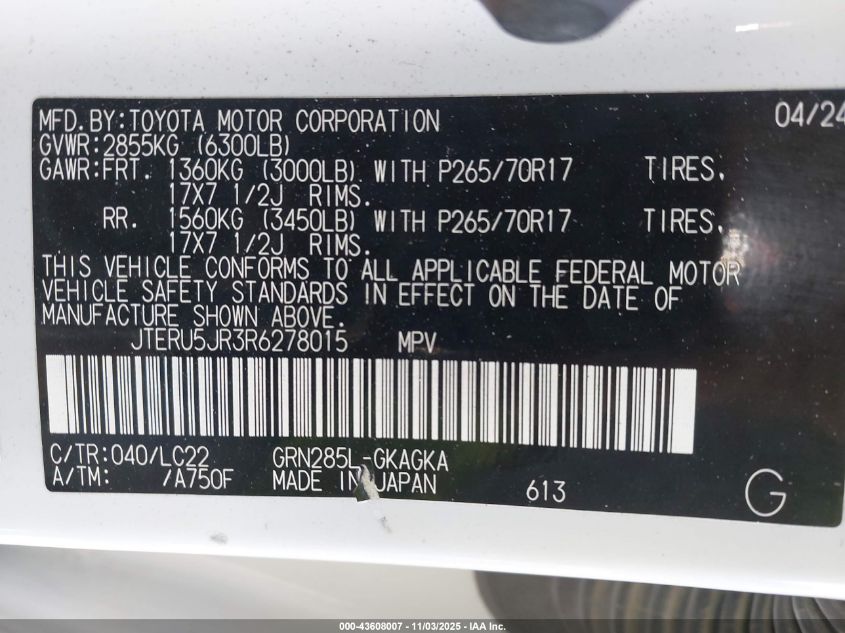 MFD. BY: TOYOTA MOTOR CORPORATION 04/24
GVWR: 2855KG (6300LB)
GAWR: FRT. 1360KG (3000LB) WITH P265/70R17 TIRES,
17X7 1/2J RIMS.
RR. 1560KG (3450LB) WITH P265/70R17 TIRES,
17X7 1/2J RIMS.
THIS VEHICLE CONFORMS TO ALL APPLICABLE FEDERAL MOTOR
VEHICLE SAFETY STANDARDS IN EFFECT ON THE DATE OF
MANUFACTURE SHOWN ABOVE.
JTERU5JR3R6278015 MPV
C/TR: 040/LC22 GRN285L-GKAGKA
A/TM: /A750F MADE IN JAPAN 613 G
000-43608007 - 11/03/2025 - IAA Inc.